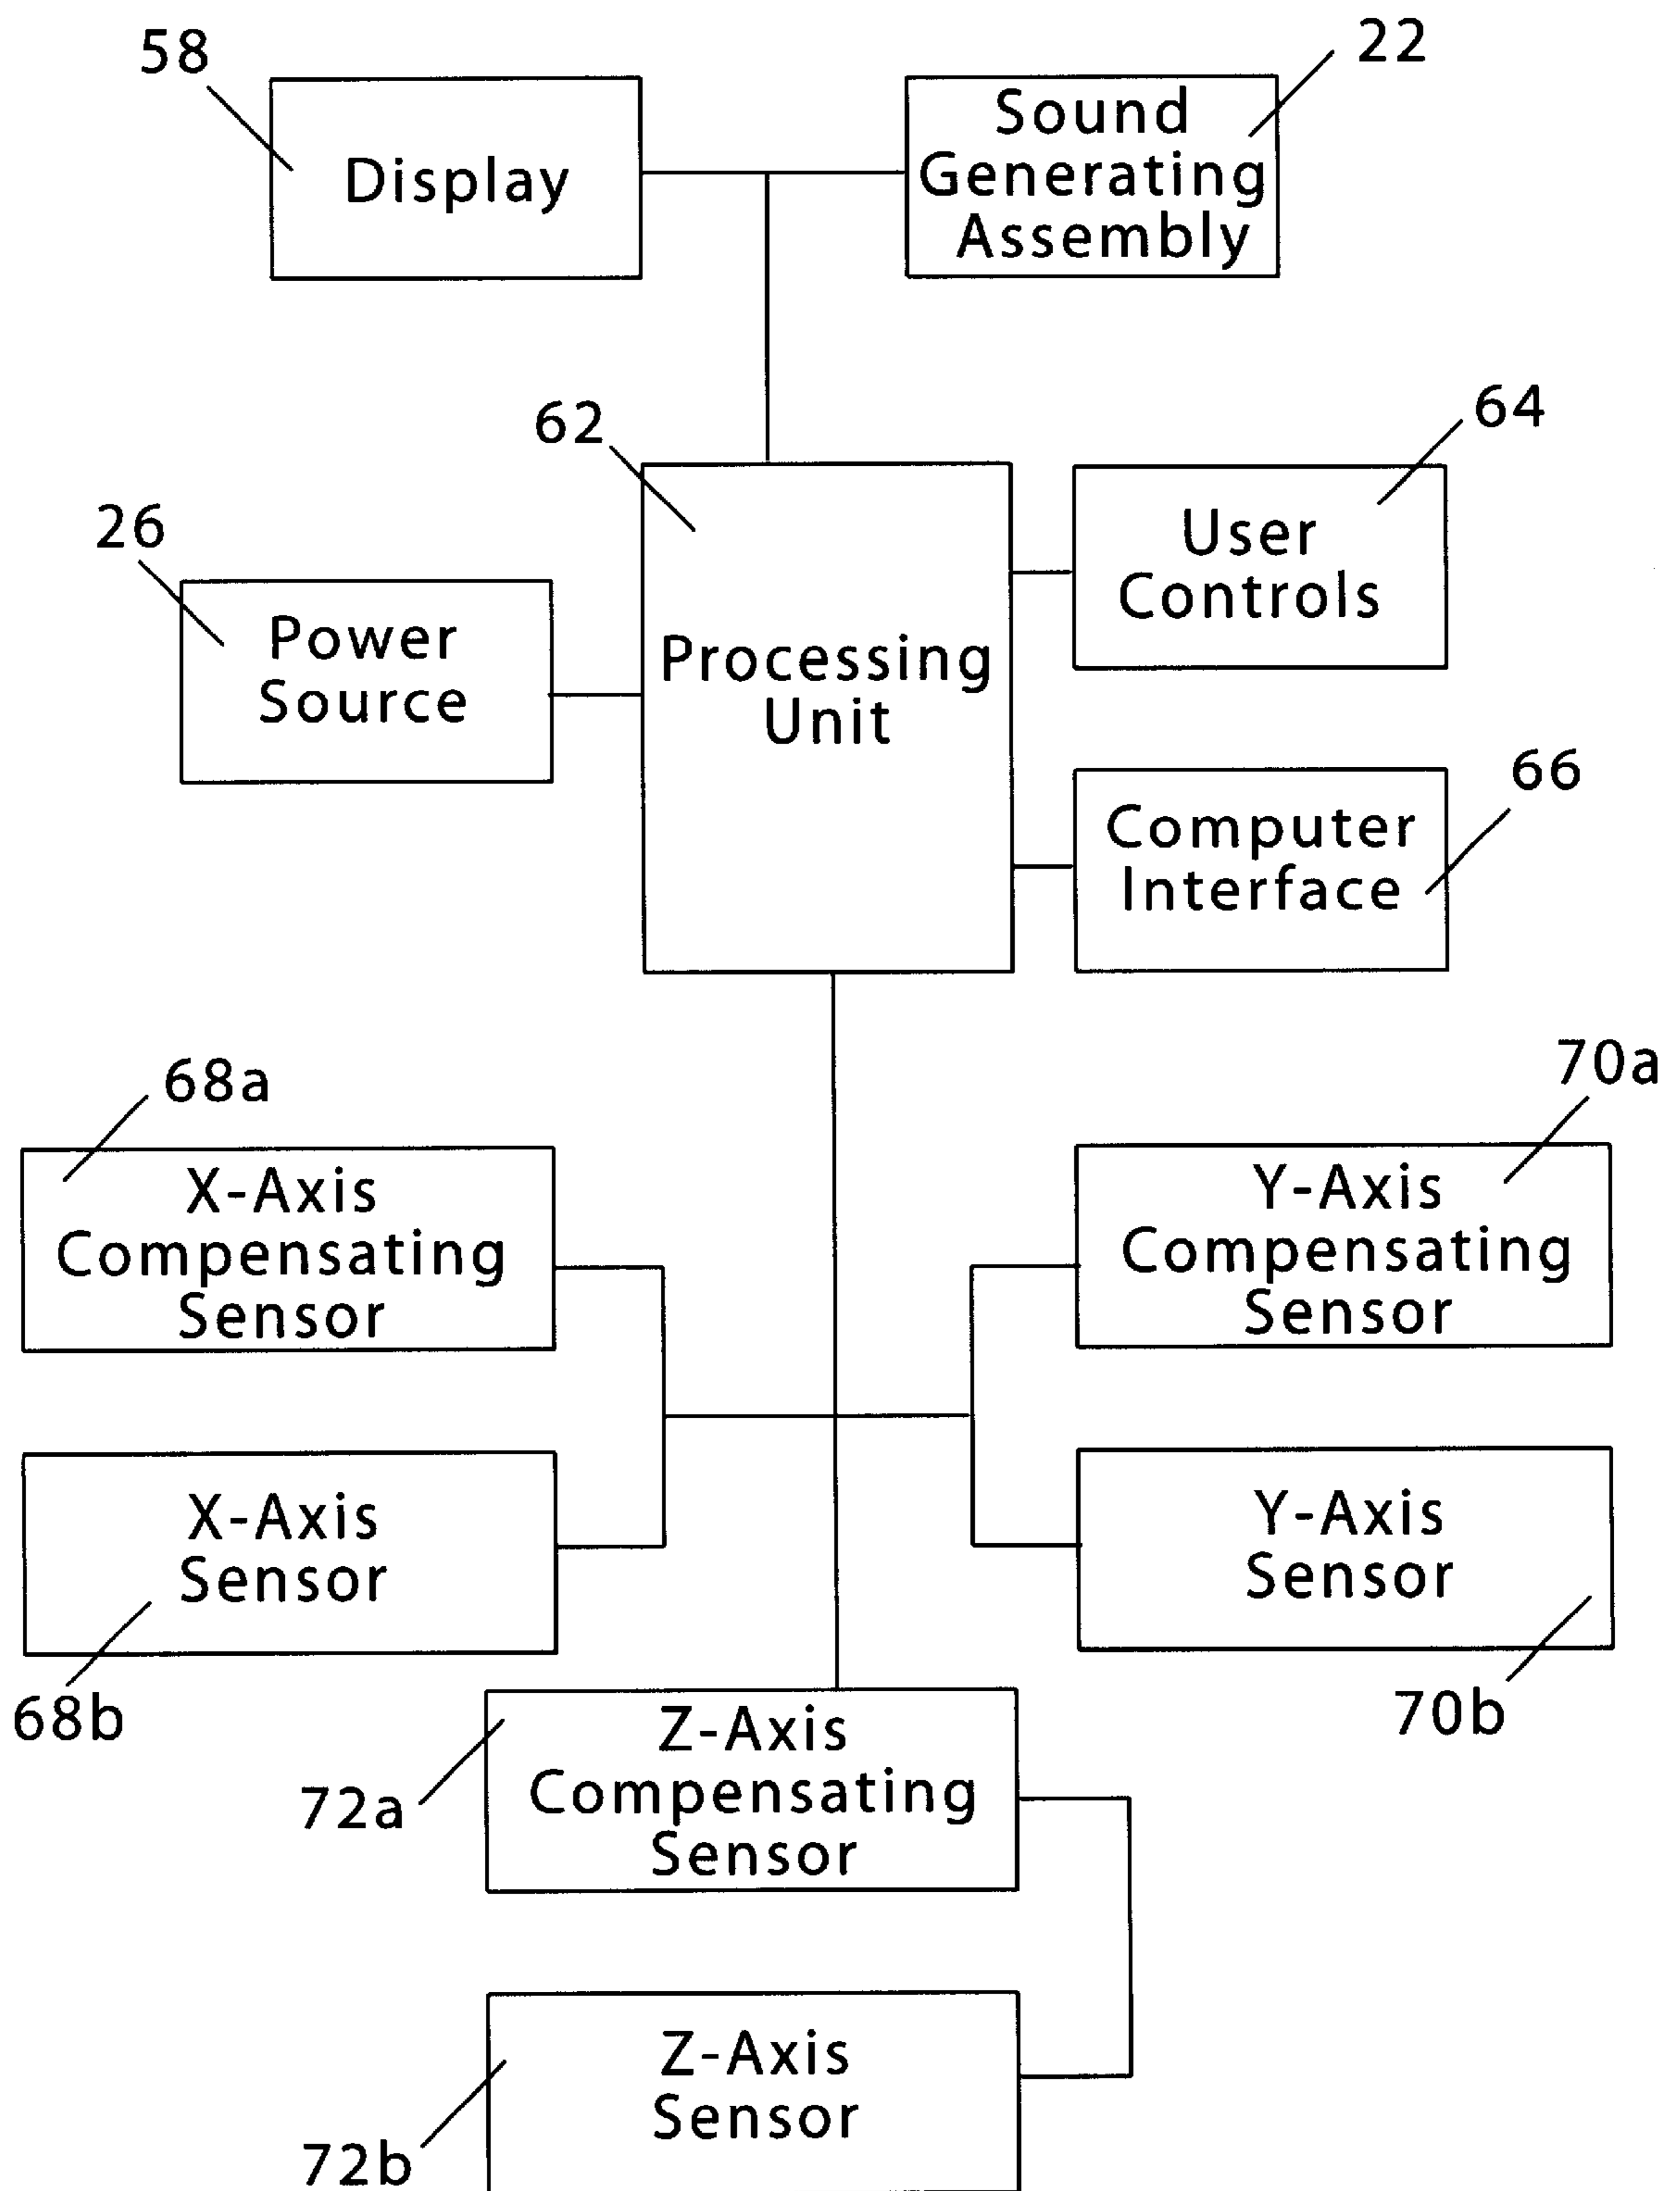 58
22
Display
Sound
Generating
Assembly
62
64
26
User
Controls
Power
Source
Processing
Unit
66
Computer
Interface
68a
70a
X-Axis
Compensating
Sensor
Y-Axis
Compensating
Sensor
X-Axis
Sensor
Y-Axis
Sensor
68b
70b
Z-Axis
Compensating
Sensor
72a
Z-Axis
Sensor
72b